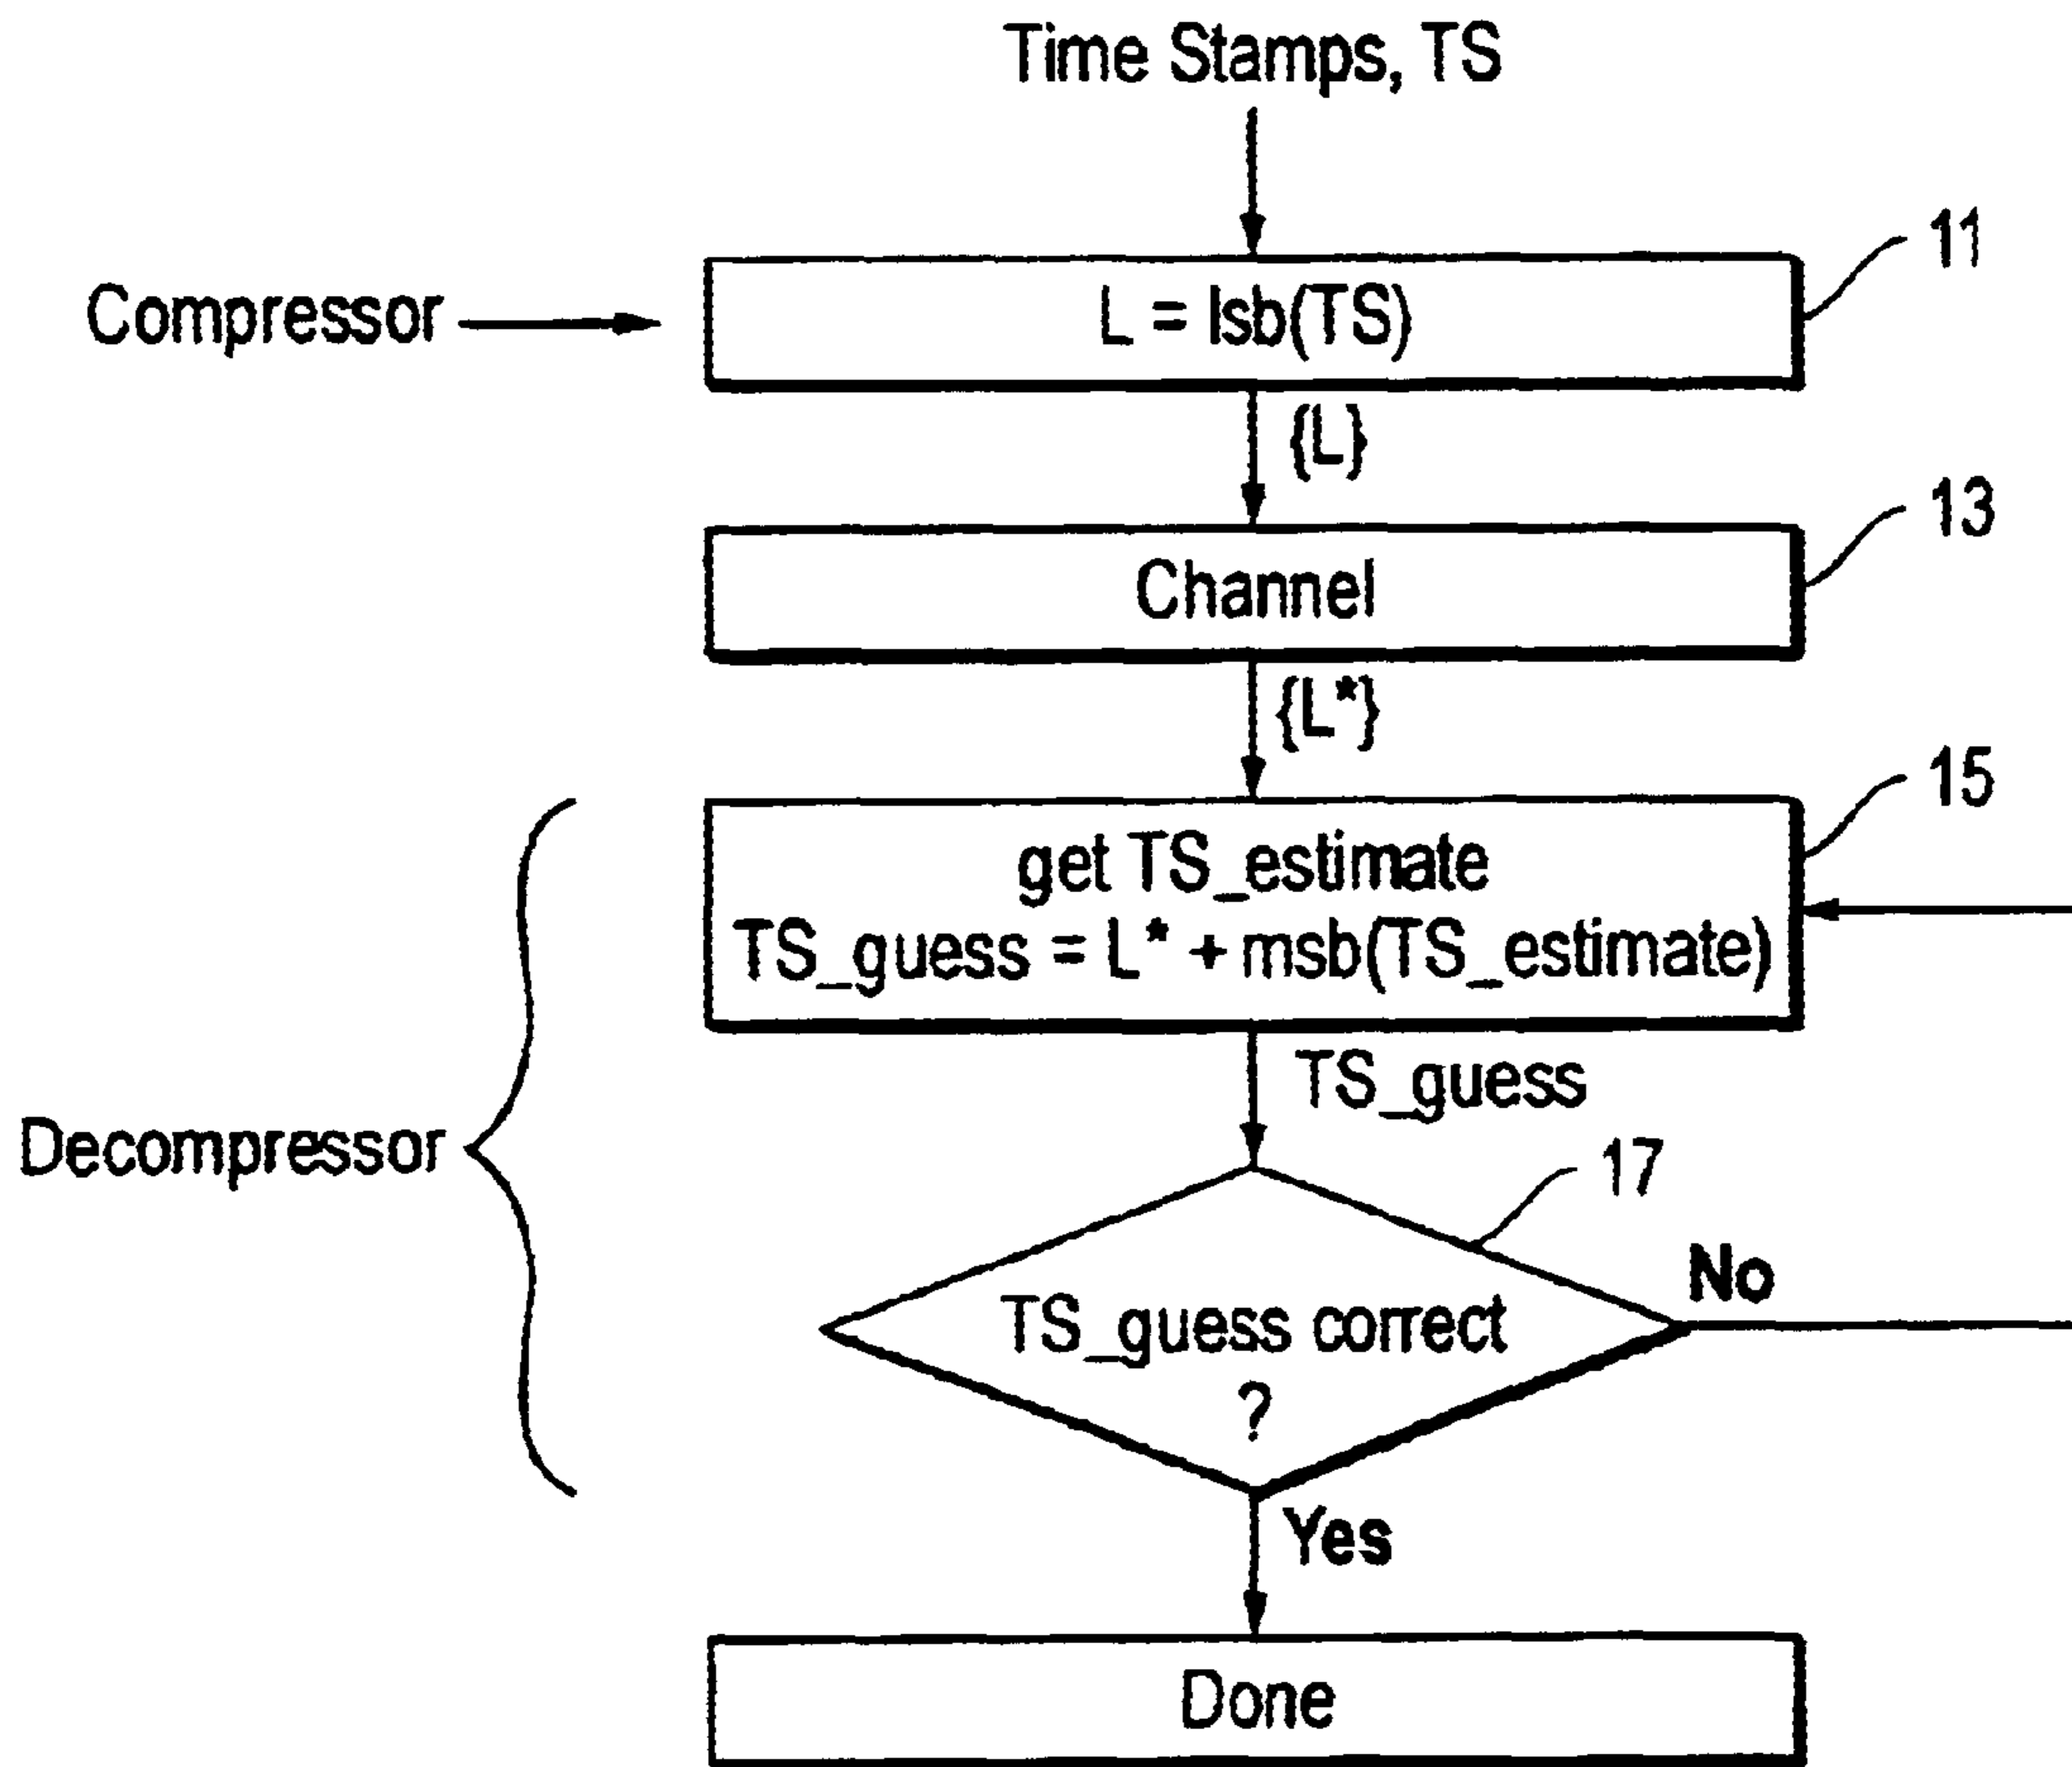 Time Stamps, TS
11
Compressor
L = lsb(TS)
{L}
13
Channel
{L*}
15
get TS_estimate
TS_guess = L* + msb(TS_estimate)
TS_guess
Decompressor
17
No
TS_guess correct
?
Yes
Done